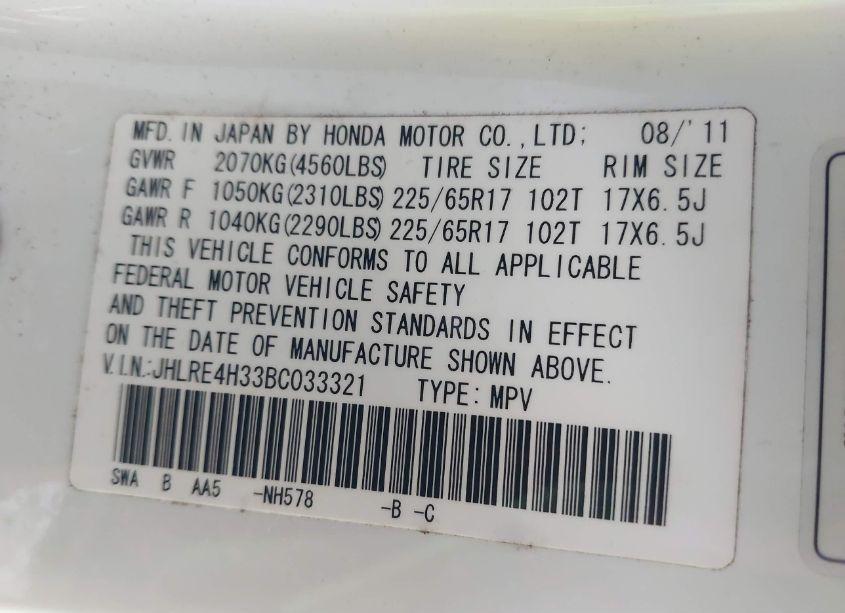 MFD. IN JAPAN BY HONDA MOTOR CO.,LTD; 08/'11
GVWR 2070KG(4560LBS) TIRE SIZE RIM SIZE
GAWR F 1050KG(2310LBS) 225/65R17 102T 17X6.5J
GAWR R 1040KG(2290LBS) 225/65R17 102T 17X6.5J
THIS VEHICLE CONFORMS TO ALL APPLICABLE
FEDERAL MOTOR VEHICLE SAFETY
AND THEFT PREVENTION STANDARDS IN EFFECT
ON THE DATE OF MANUFACTURE SHOWN ABOVE.
V.I.N.:JHLRE4H33BC033321 TYPE: MPV
SWA B AA5 -NH578 -B -C